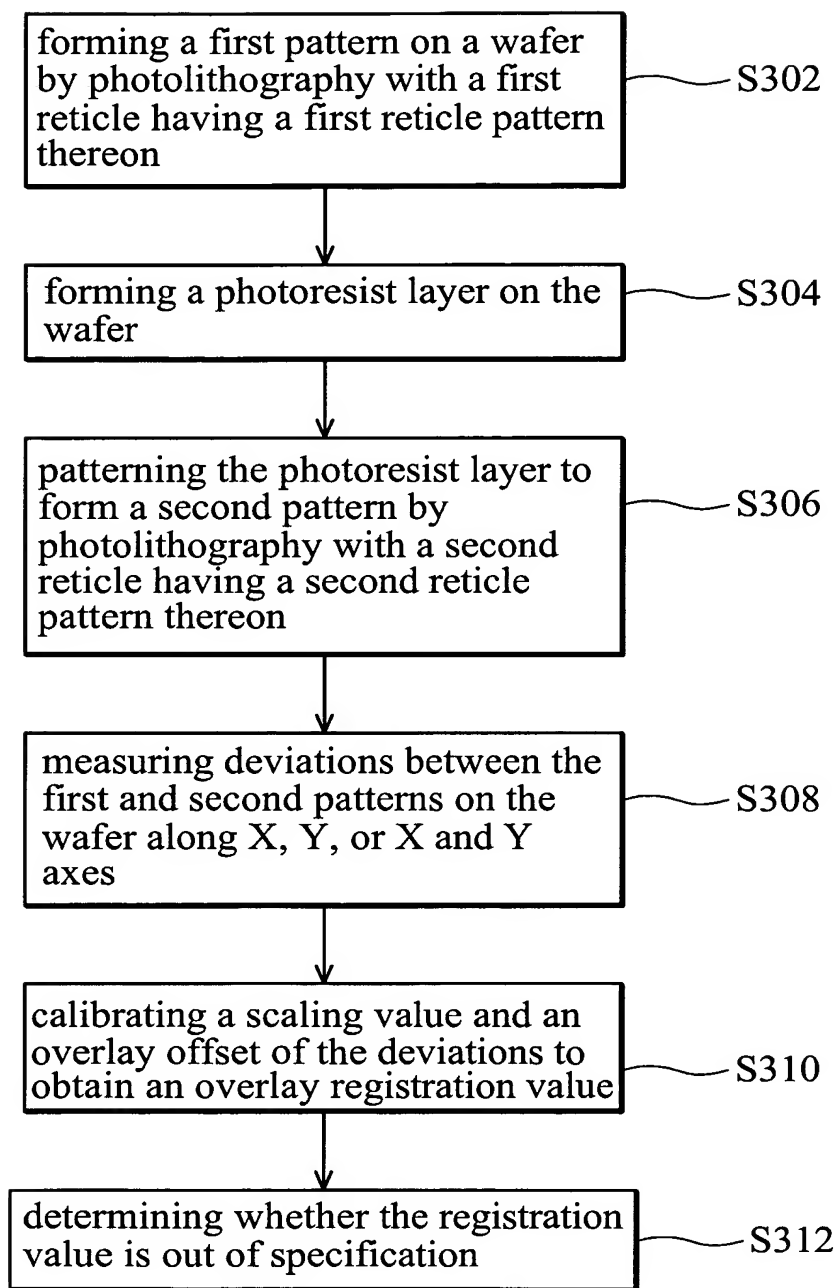 forming a first pattern on a wafer
by photolithography with a first
reticle having a first reticle pattern
thereon
S302
forming a photoresist layer on the
wafer
S304
patterning the photoresist layer to
form a second pattern by
photolithography with a second
reticle having a second reticle
pattern thereon
S306
measuring deviations between the
first and second patterns on the
wafer along X, Y, or X and Y
axes
S308
calibrating a scaling value and an
overlay offset of the deviations to
obtain an overlay registration value
S310
determining whether the registration
value is out of specification
S312